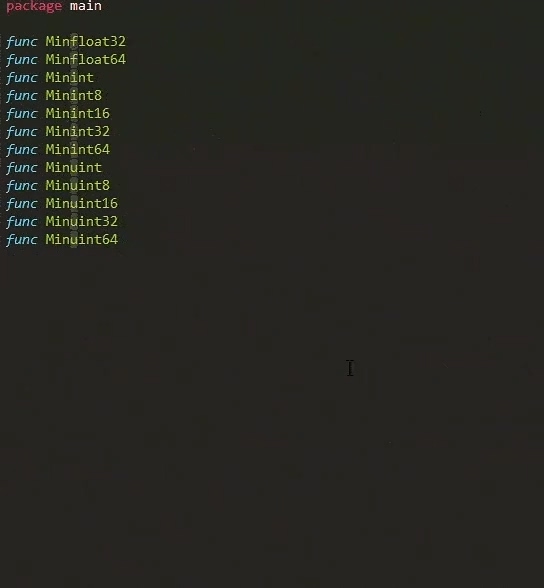 package main
func Minfloat32
func Minfloat64
func Minint
func Minint8
func Minint16
func Minint32
func Minint64
func Minuint
func Minuint8
func Minuint16
func Minuint32
func Minuint64